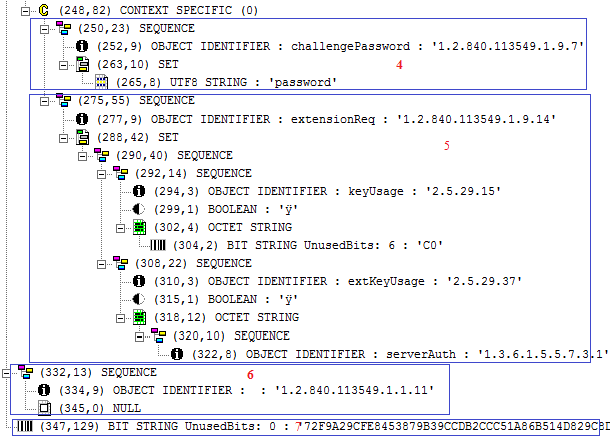 C (248,82) CONTEXT SPECIFIC (0)
(250,23) SEQUENCE
(252,9) OBJECT IDENTIFIER : challengePassword : '1.2.840.113549.1.9.7'
(263,10) SET
4
(265,8) UTF8 STRING : 'password'
(275,55) SEQUENCE
(277,9) OBJECT IDENTIFIER : extensionReq : '1.2.840.113549.1.9.14'
(288,42) SET
5
(290,40) SEQUENCE
(292,14) SEQUENCE
(294,3) OBJECT IDENTIFIER : keyUsage : '2.5.29.15'
(299,1) BOOLEAN : 'ÿ'
(302,4) OCTET STRING
(304,2) BIT STRING UnusedBits: 6 : 'C0'
(308,22) SEQUENCE
(310,3) OBJECT IDENTIFIER : extKeyUsage : '2.5.29.37'
(315,1) BOOLEAN : 'ÿ'
(318,12) OCTET STRING
(320,10) SEQUENCE
(322,8) OBJECT IDENTIFIER : serverAuth : '1.3.6.1.5.5.7.3.1'
(332,13) SEQUENCE
6
(334,9) OBJECT IDENTIFIER : : '1.2.840.113549.1.1.11'
(345,0) NULL
(347,129) BIT STRING UnusedBits: 0 : 7